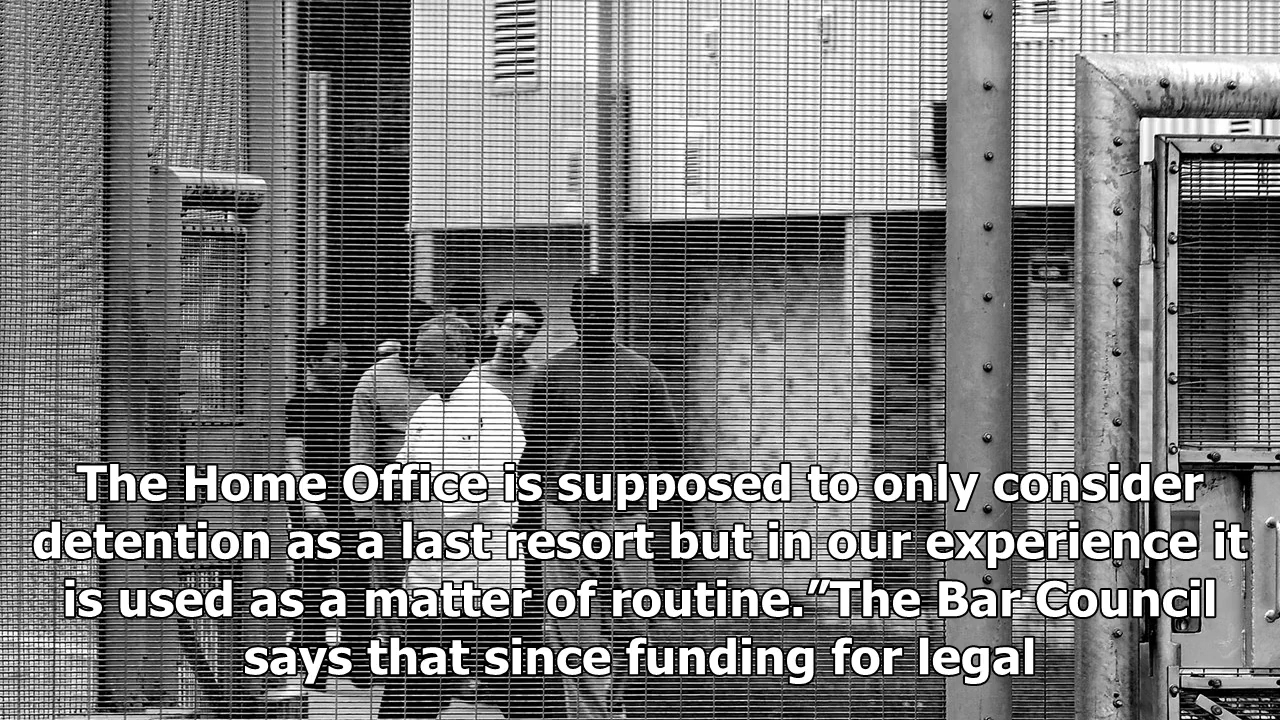 The Home Office is supposed to only consider
detention as a last resort but in our experience it
is used as a matter of routine.”The Bar Council
says that since funding for legal